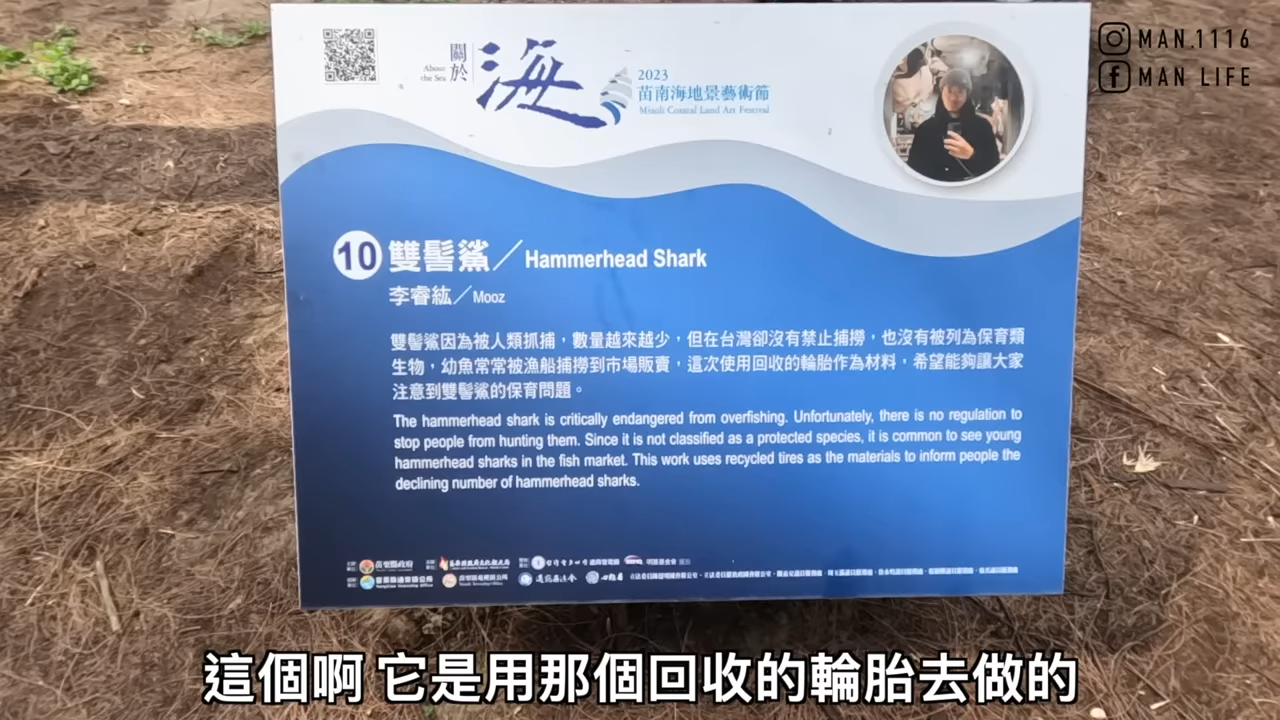 MAN.1116
MAN LIFE
關於
About the Sea
海
2023
苗南海地景藝術節
Miaoli Coastal Land Art Festival
10 雙髻鯊／Hammerhead Shark
李睿紘／Mooz
雙髻鯊因為被人類抓捕，數量越來越少，但在台灣卻沒有禁止捕撈，也沒有被列為保育類
生物，幼魚常常被漁船捕撈到市場販賣，這次使用回收的輪胎作為材料，希望能夠讓大家
注意到雙髻鯊的保育問題。
The hammerhead shark is critically endangered from overfishing. Unfortunately, there is no regulation to
stop people from hunting them. Since it is not classified as a protected species, it is common to see young
hammerhead sharks in the fish market. This work uses recycled tires as the materials to inform people the
declining number of hammerhead sharks.
苗栗縣政府
這個啊 它是用那個回收的輪胎去做的